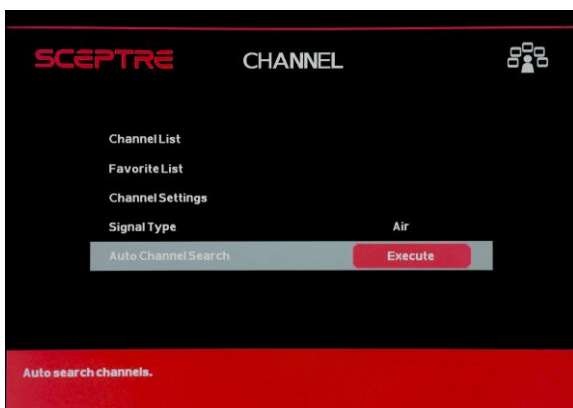 SCEPTRE CHANNEL
Channel List
Favorite List
Channel Settings
Signal Type Air
Auto Channel Search Execute
Auto search channels.